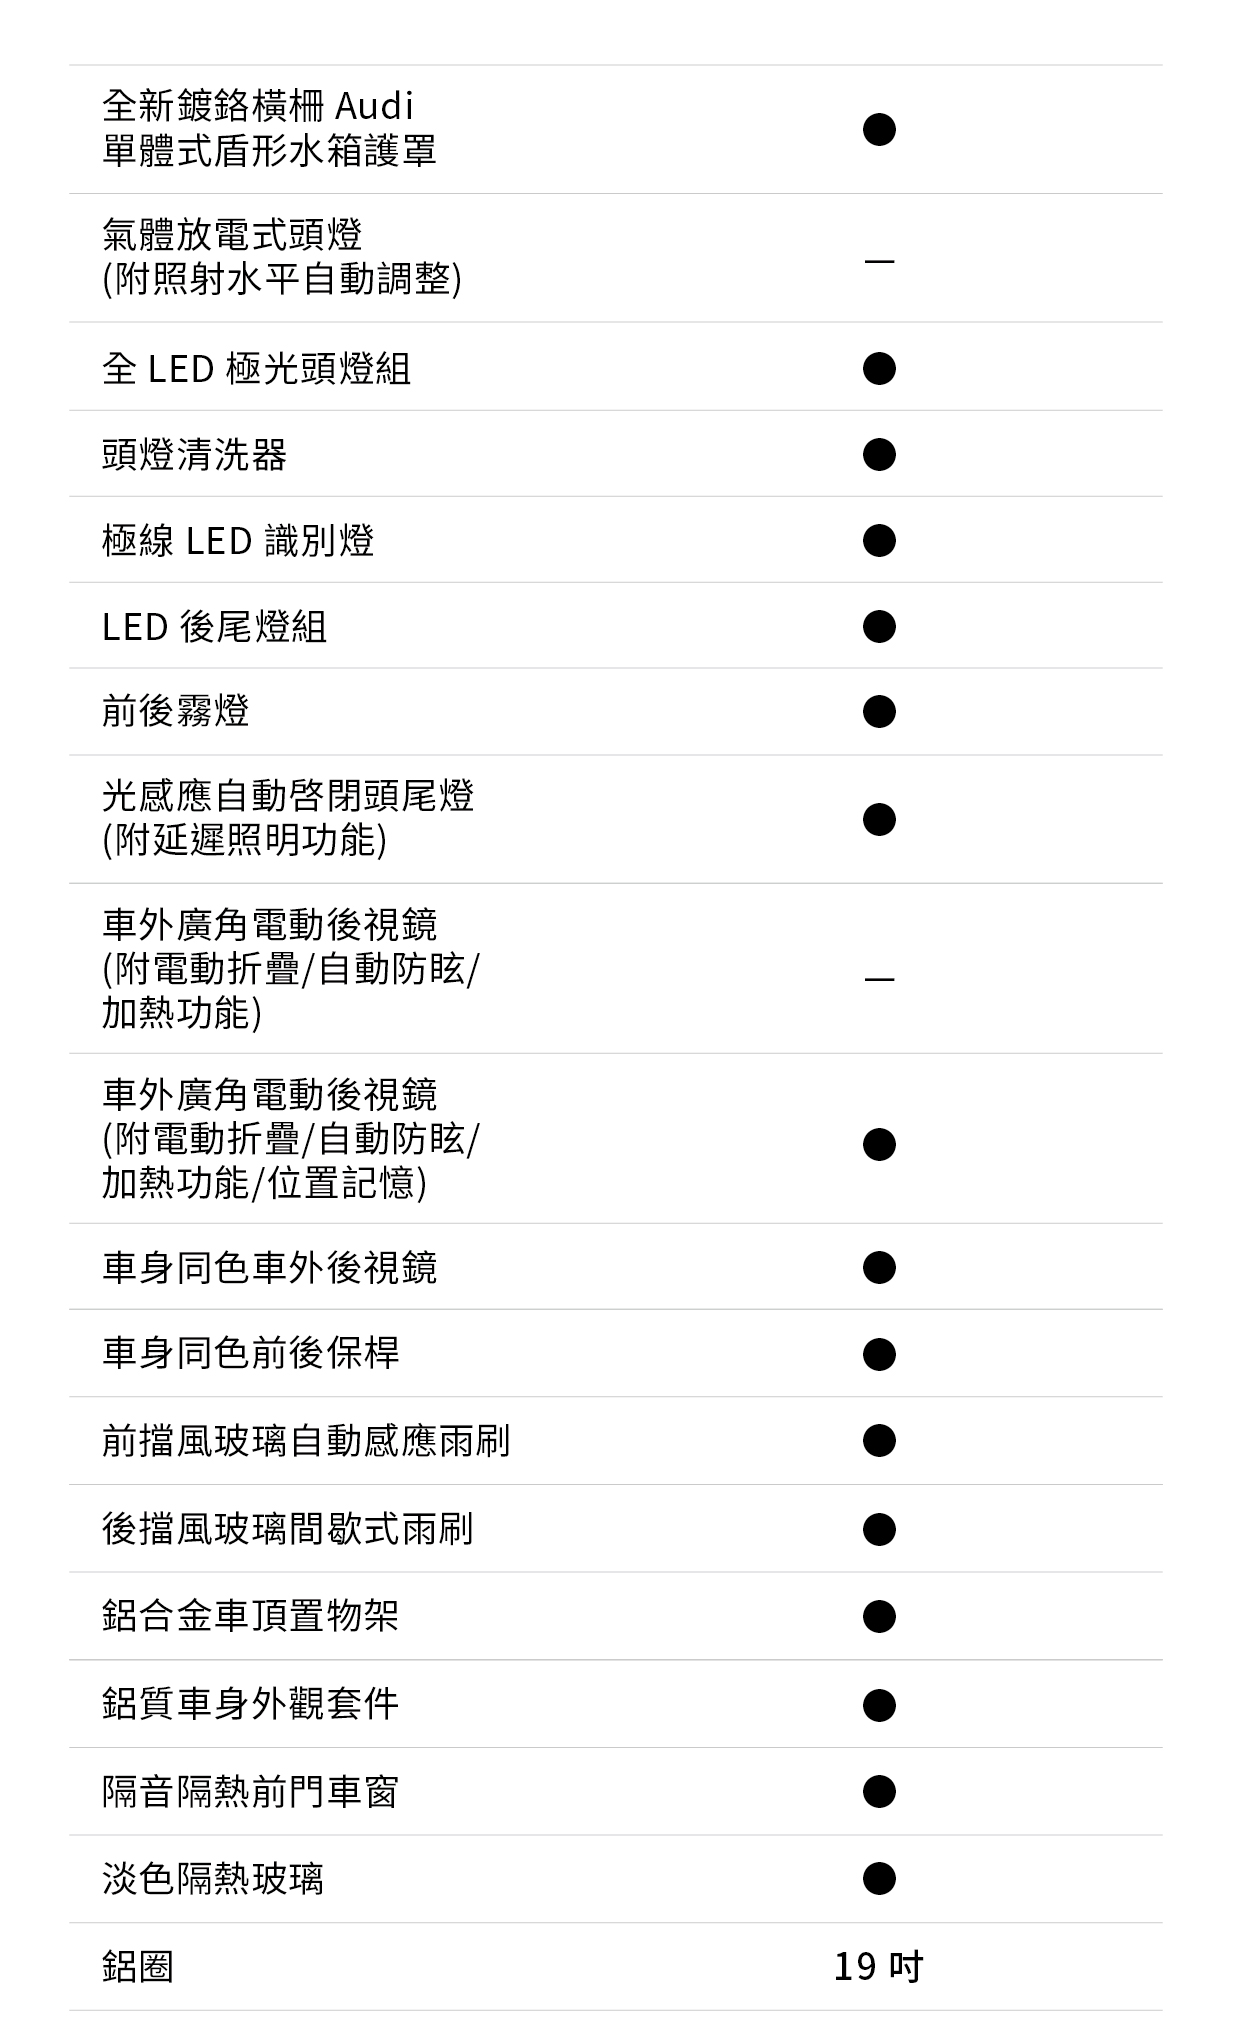 全新鍍鉻橫柵 Audi
單體式盾形水箱護罩
●
氣體放電式頭燈
(附照射水平自動調整)
—
全 LED 極光頭燈組
●
頭燈清洗器
●
極線 LED 識別燈
●
LED 後尾燈組
●
前後霧燈
●
光感應自動啓閉頭尾燈
(附延遲照明功能)
●
車外廣角電動後視鏡
(附電動折疊/自動防眩/
加熱功能)
—
車外廣角電動後視鏡
(附電動折疊/自動防眩/
加熱功能/位置記憶)
●
車身同色車外後視鏡
●
車身同色前後保桿
●
前擋風玻璃自動感應雨刷
●
後擋風玻璃間歇式雨刷
●
鋁合金車頂置物架
●
鋁質車身外觀套件
●
隔音隔熱前門車窗
●
淡色隔熱玻璃
●
鋁圈
19 吋